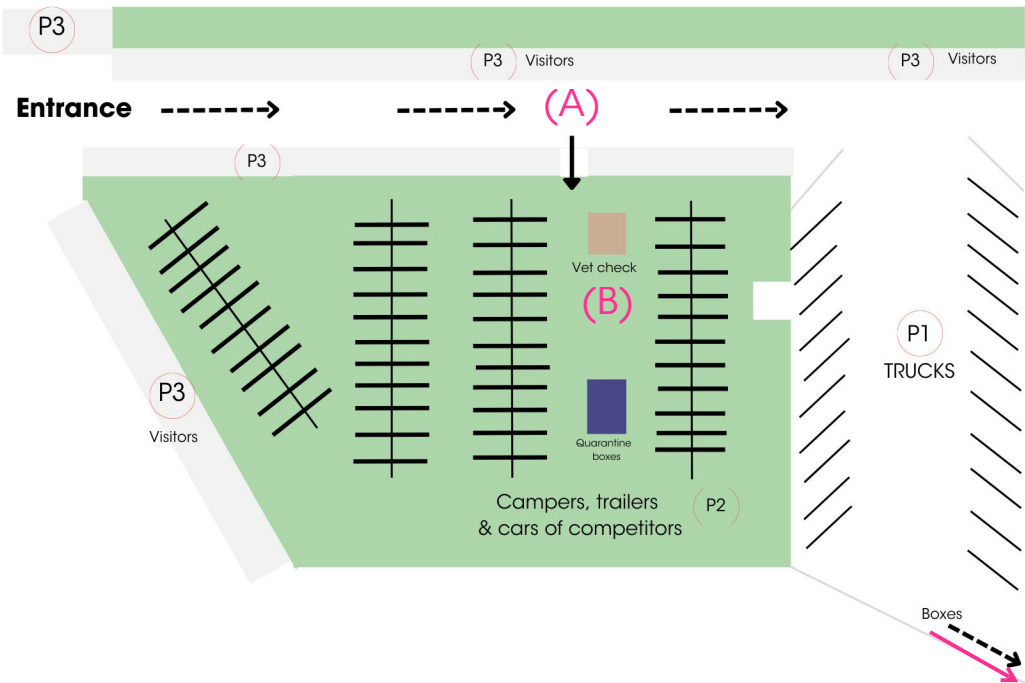 P3
P3 Visitors
P3 Visitors
Entrance
(A)
P3
Vet check
(B)
P1
TRUCKS
P3
Visitors
Quarantine
boxes
Campers, trailers
& cars of competitors
P2
Boxes